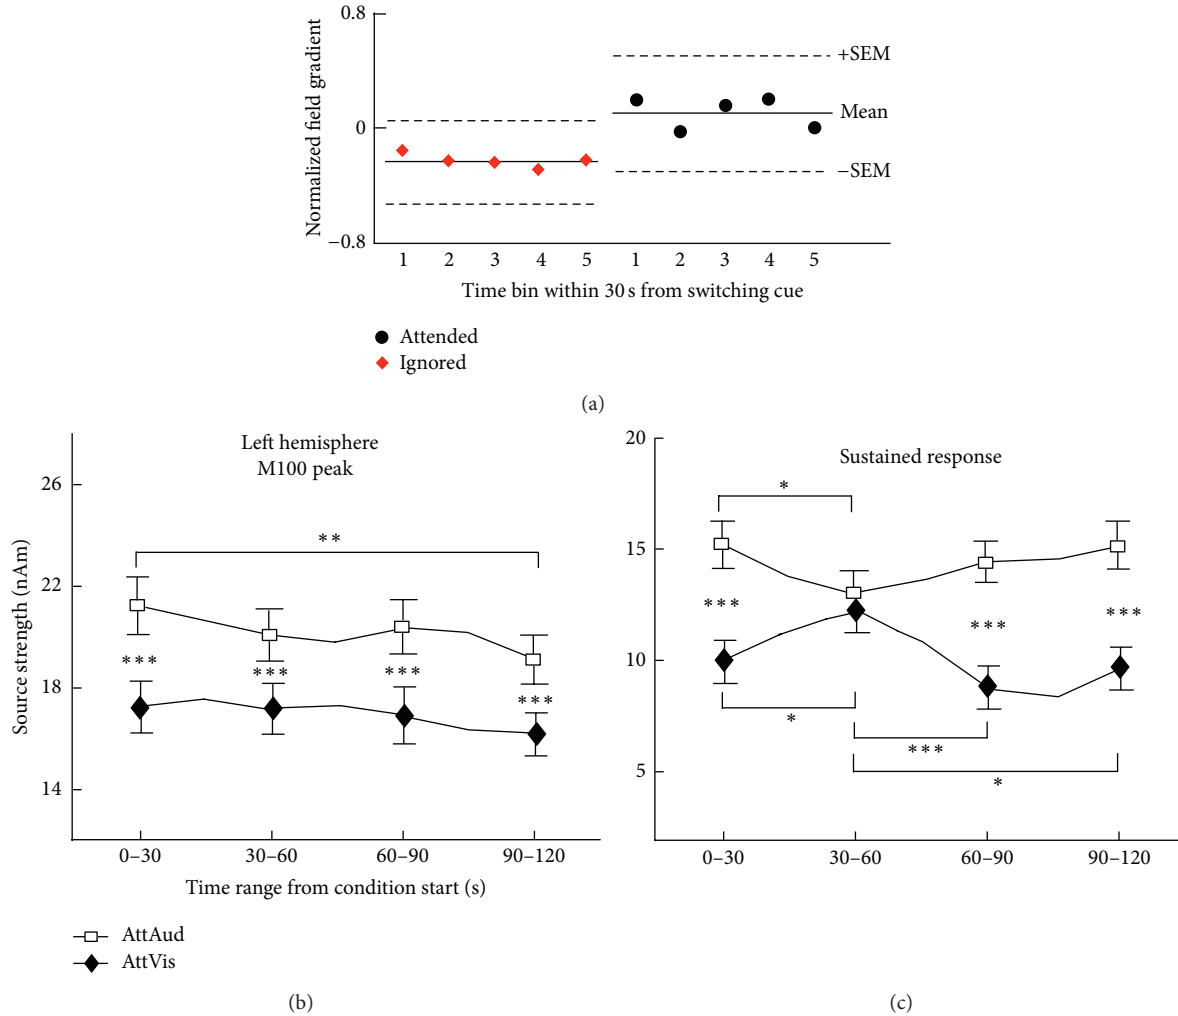 0.8
0
−0.8
Normalized field gradient
+SEM
Mean
−SEM
1 2 3 4 5 1 2 3 4 5
Time bin within 30 s from switching cue
Attended
Ignored
(a)
Left hemisphere
M100 peak
26
22
18
14
Source strength (nAm)
**
*** *** *** ***
0–30 30–60 60–90 90–120
Time range from condition start (s)
AttAud
AttVis
(b)
Sustained response
20
15
10
5
*
*** *** ***
*
***
*
0–30 30–60 60–90 90–120
(c)